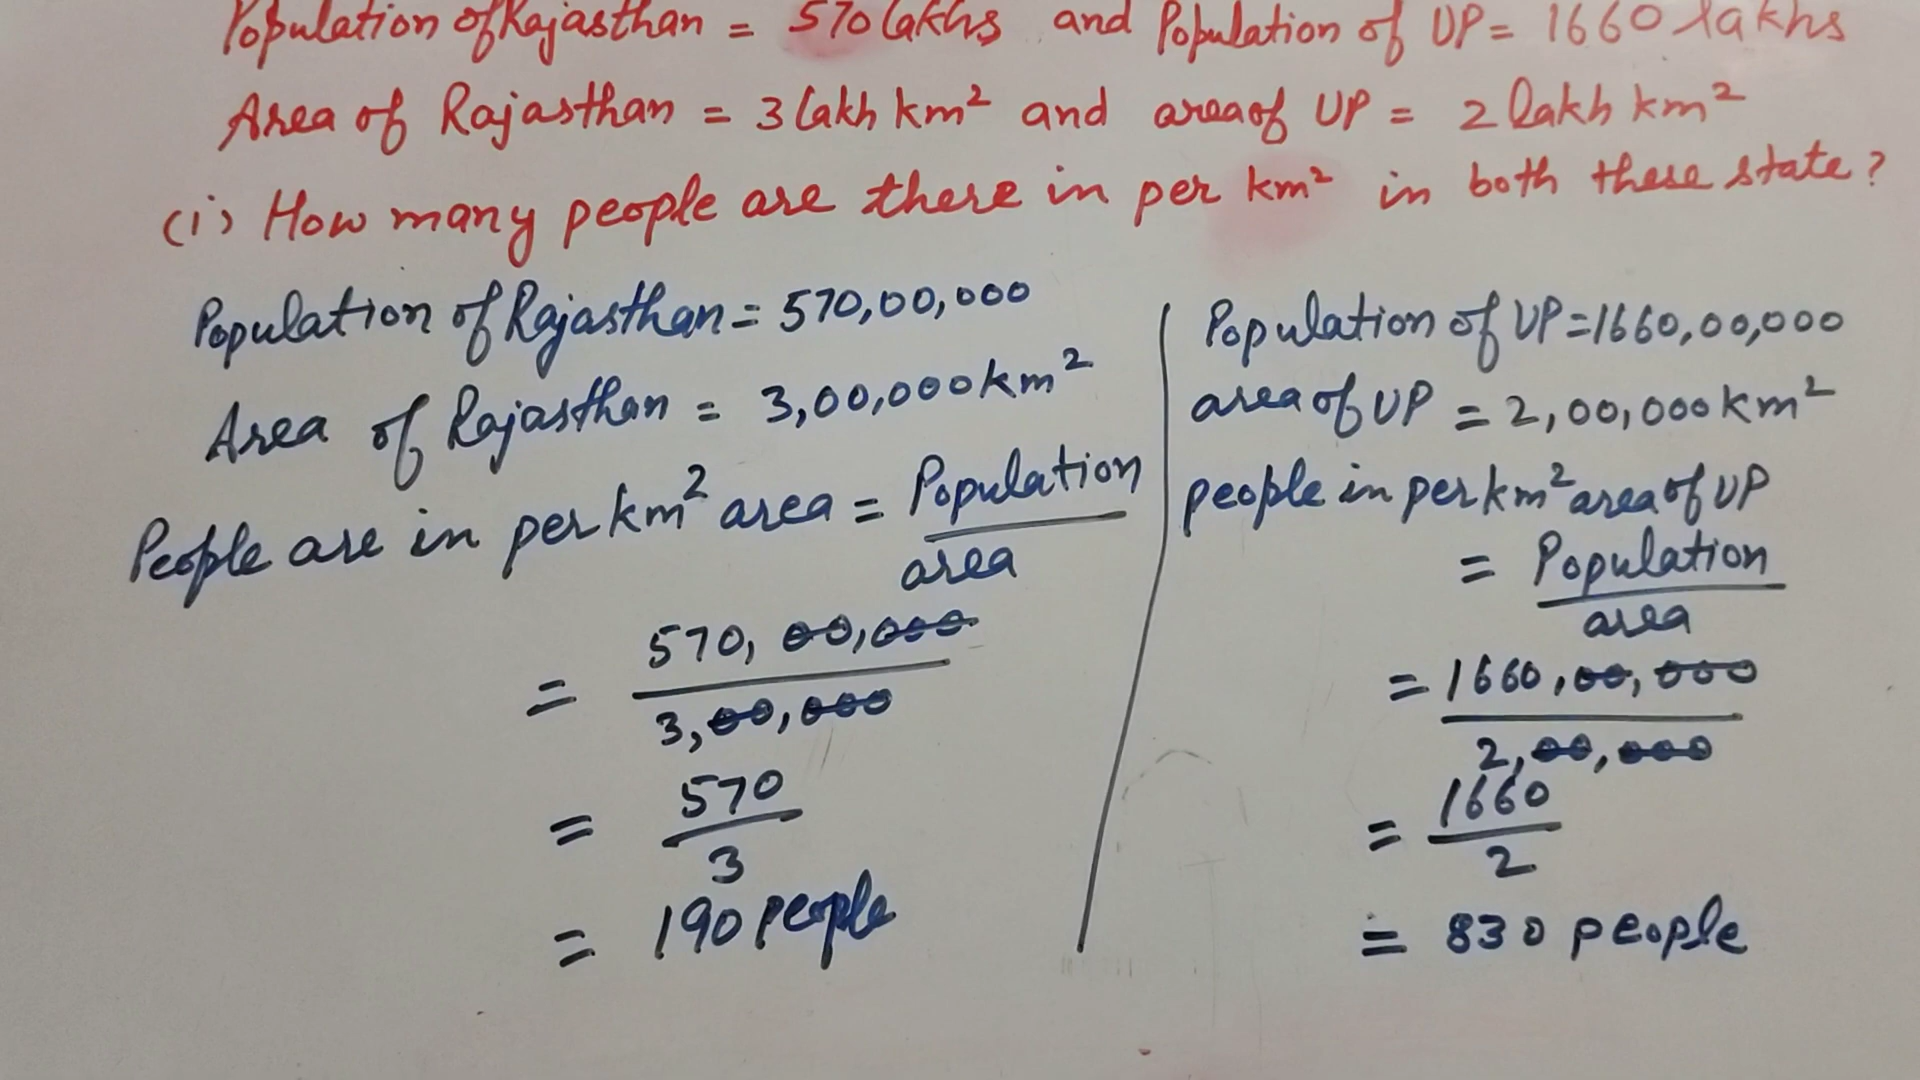 Population of Rajasthan = 570 lakhs and Population of UP = 1660 lakhs
Area of Rajasthan = 3 lakh km² and area of UP = 2 lakh km²
(i) How many people are there in per km² in both these state?
Population of Rajasthan = 570,00,000
Area of Rajasthan = 3,00,000 km²
People are in per km² area = Population
area
= 570, 00,000
3,00,000
= 570
3
= 190 people
Population of UP = 1660,00,000
area of UP = 2,00,000 km²
people in per km² area of UP
= Population
area
= 1660,00,000
2,00,000
= 1660
2
= 830 people